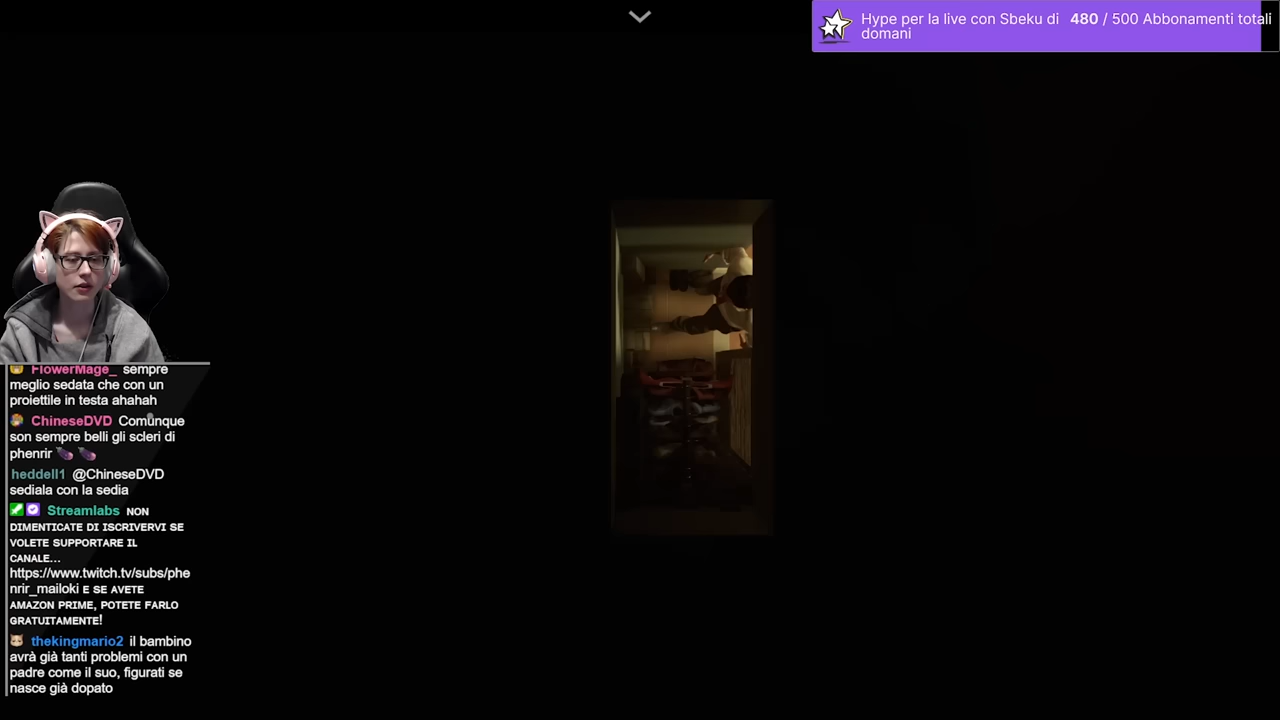 Hype per la live con Sbeku di 480 / 500 Abbonamenti totali
domani
FlowerMage_ sempre
meglio sedata che con un
proiettile in testa ahahah
ChineseDVD Comunque
son sempre belli gli scleri di
phenrir
heddell1 @ChineseDVD
sediala con la sedia
Streamlabs NON
DIMENTICATE DI ISCRIVERVI SE
VOLETE SUPPORTARE IL
CANALE...
https://www.twitch.tv/subs/phe
nrir_mailoki E SE AVETE
AMAZON PRIME, POTETE FARLO
GRATUITAMENTE!
thekingmario2 il bambino
avrà già tanti problemi con un
padre come il suo, figurati se
nasce già dopato